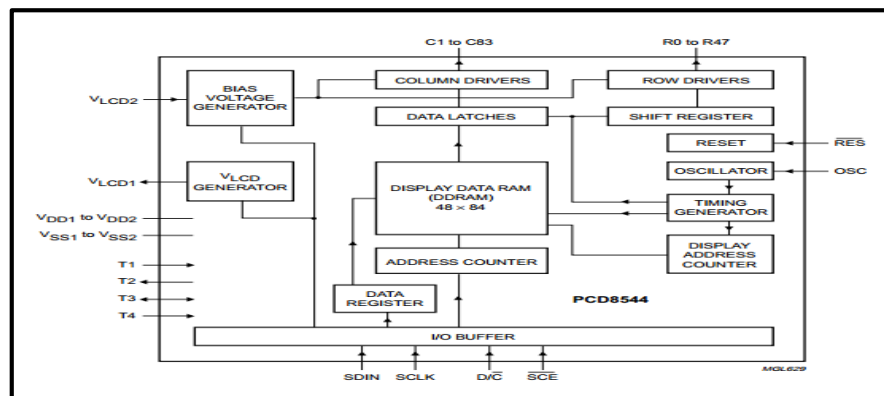 C1 to C83
R0 to R47
BIAS
VOLTAGE
GENERATOR
COLUMN DRIVERS
ROW DRIVERS
VLCD2
DATA LATCHES
SHIFT REGISTER
RESET
RES
VLCD
GENERATOR
VLCD1
DISPLAY DATA RAM
(DDRAM)
48 × 84
OSCILLATOR
OSC
TIMING
GENERATOR
VDD1 to VDD2
VSS1 to VSS2
DISPLAY
ADDRESS
COUNTER
ADDRESS COUNTER
T1
T2
T3
T4
DATA
REGISTER
PCD8544
I/O BUFFER
SDIN
SCLK
D/C
SCE
MGL629